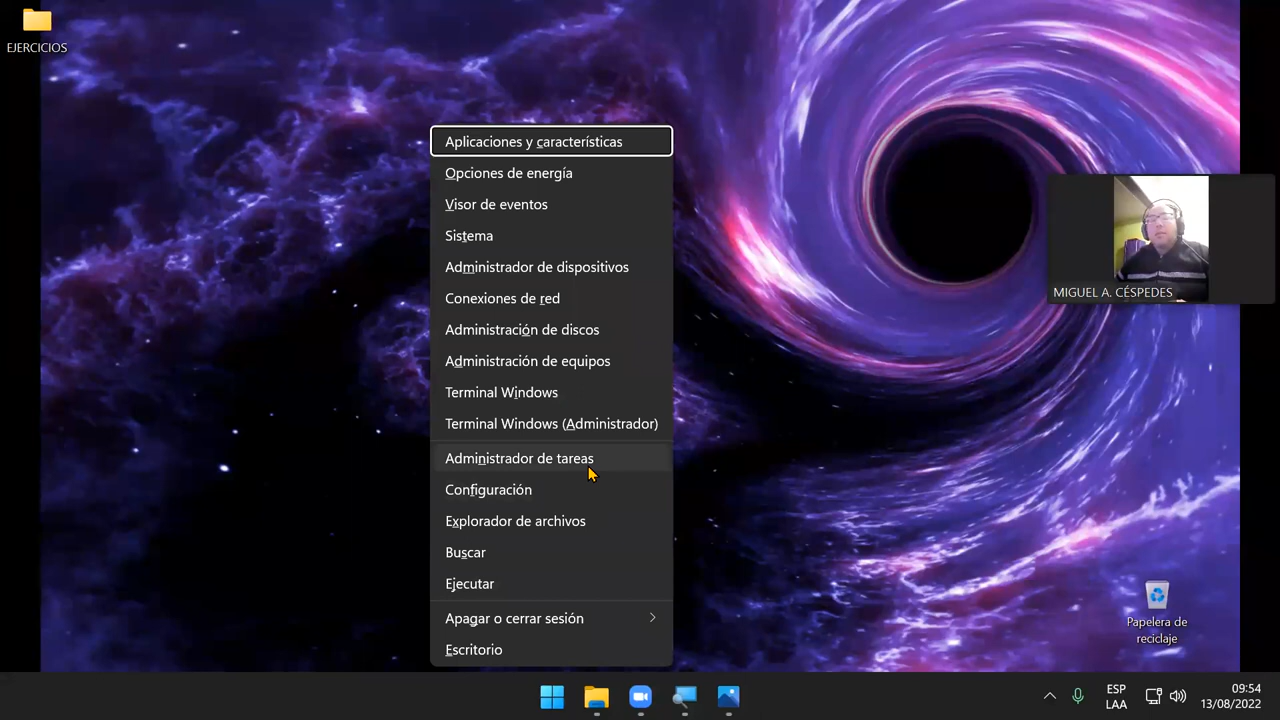 EJERCICIOS
Aplicaciones y características
Opciones de energía
Visor de eventos
Sistema
Administrador de dispositivos
Conexiones de red
Administración de discos
Administración de equipos
Terminal Windows
Terminal Windows (Administrador)
Administrador de tareas
Configuración
Explorador de archivos
Buscar
Ejecutar
Apagar o cerrar sesión
Escritorio
MIGUEL A. CÉSPEDES
Papelera de
reciclaje
ESP
LAA
09:54
13/08/2022